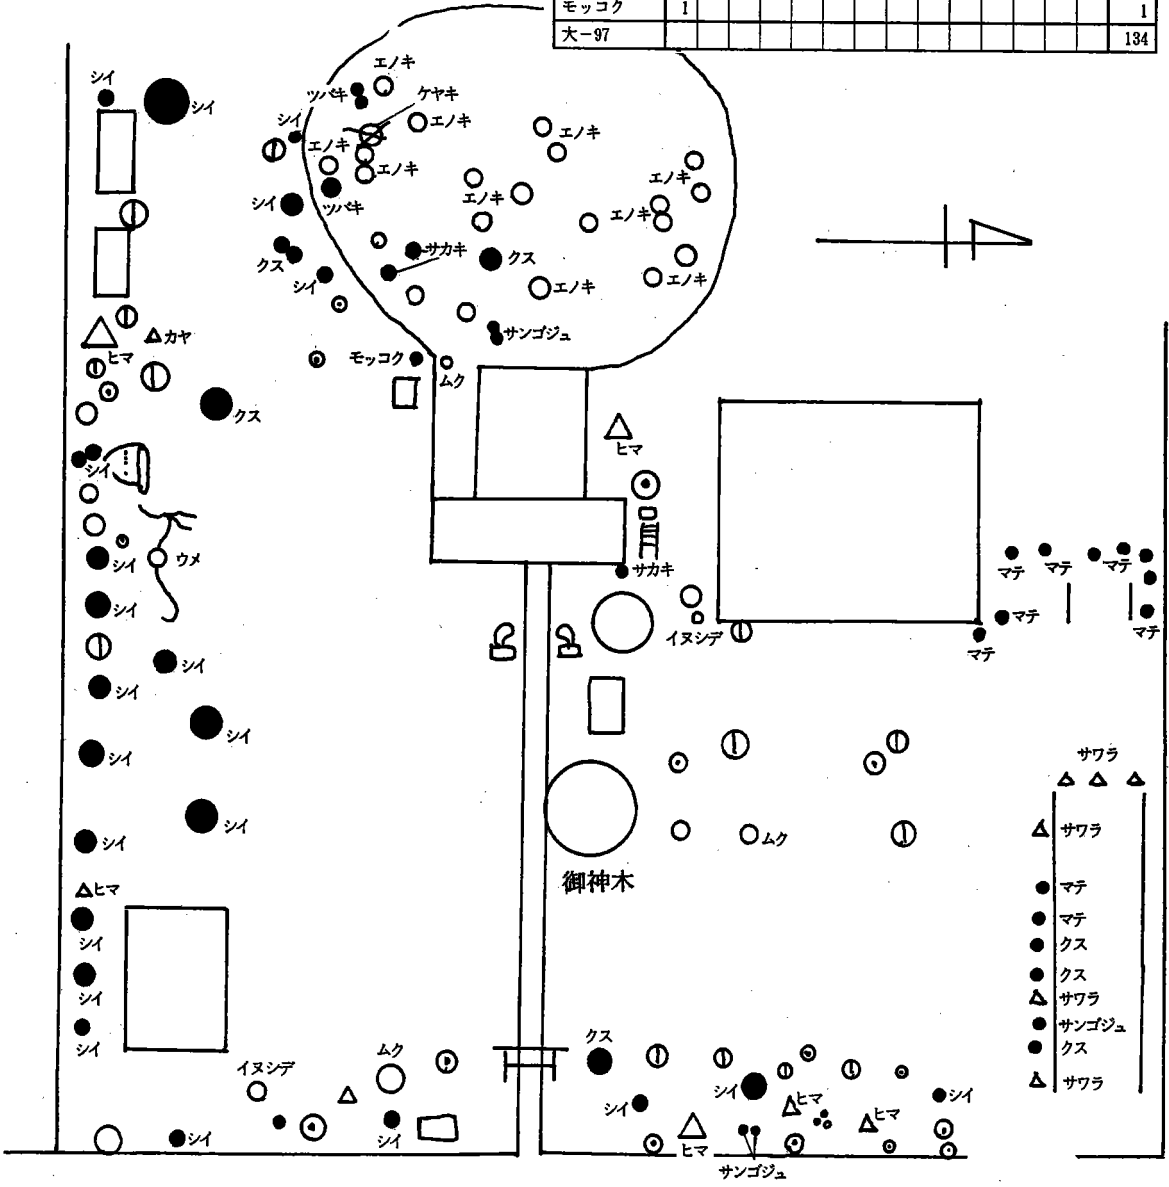 モッコク 1 1
大-97 134
エノキ
シイ
シイ
ツバキ
ケヤキ
シイ
エノキ
エノキ
エノキ
エノキ
エノキ
シイ
ツバキ
エノキ
エノキ
クス
サカキ
クス
シイ
エノキ
エノキ
サンゴジュ
カヤ
ヒマ
モッコク
ムク
クス
ヒマ
シイ
ウメ
シイ
サカキ
マテ
マテ
マテ
シイ
イヌシデ
マテ
マテ
マテ
シイ
シイ
シイ
シイ
サワラ
シイ
シイ
サワラ
ムク
御神木
ヒマ
マテ
マテ
シイ
クス
クス
シイ
サワラ
サンゴジュ
シイ
クス
クス
イヌシデ
ムク
サワラ
シイ
シイ
ヒマ
シイ
ヒマ
シイ
シイ
ヒマ
サンゴジュ